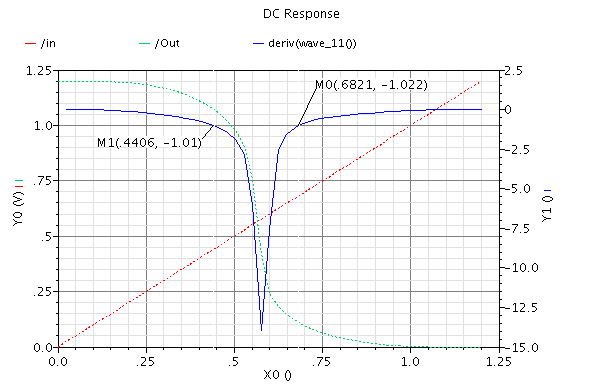 DC Response
/in /Out deriv(wave_11())
1.25 2.5
M0(.6821, -1.022)
0
1.0
M1(.4406, -1.01)
-2.5
.75
-5.0
Y0 (V) Y1 ()
.5 -7.5
-10.0
.25
-12.5
0.0 -15.0
0.0 .25 .5 .75 1.0 1.25
X0 ()